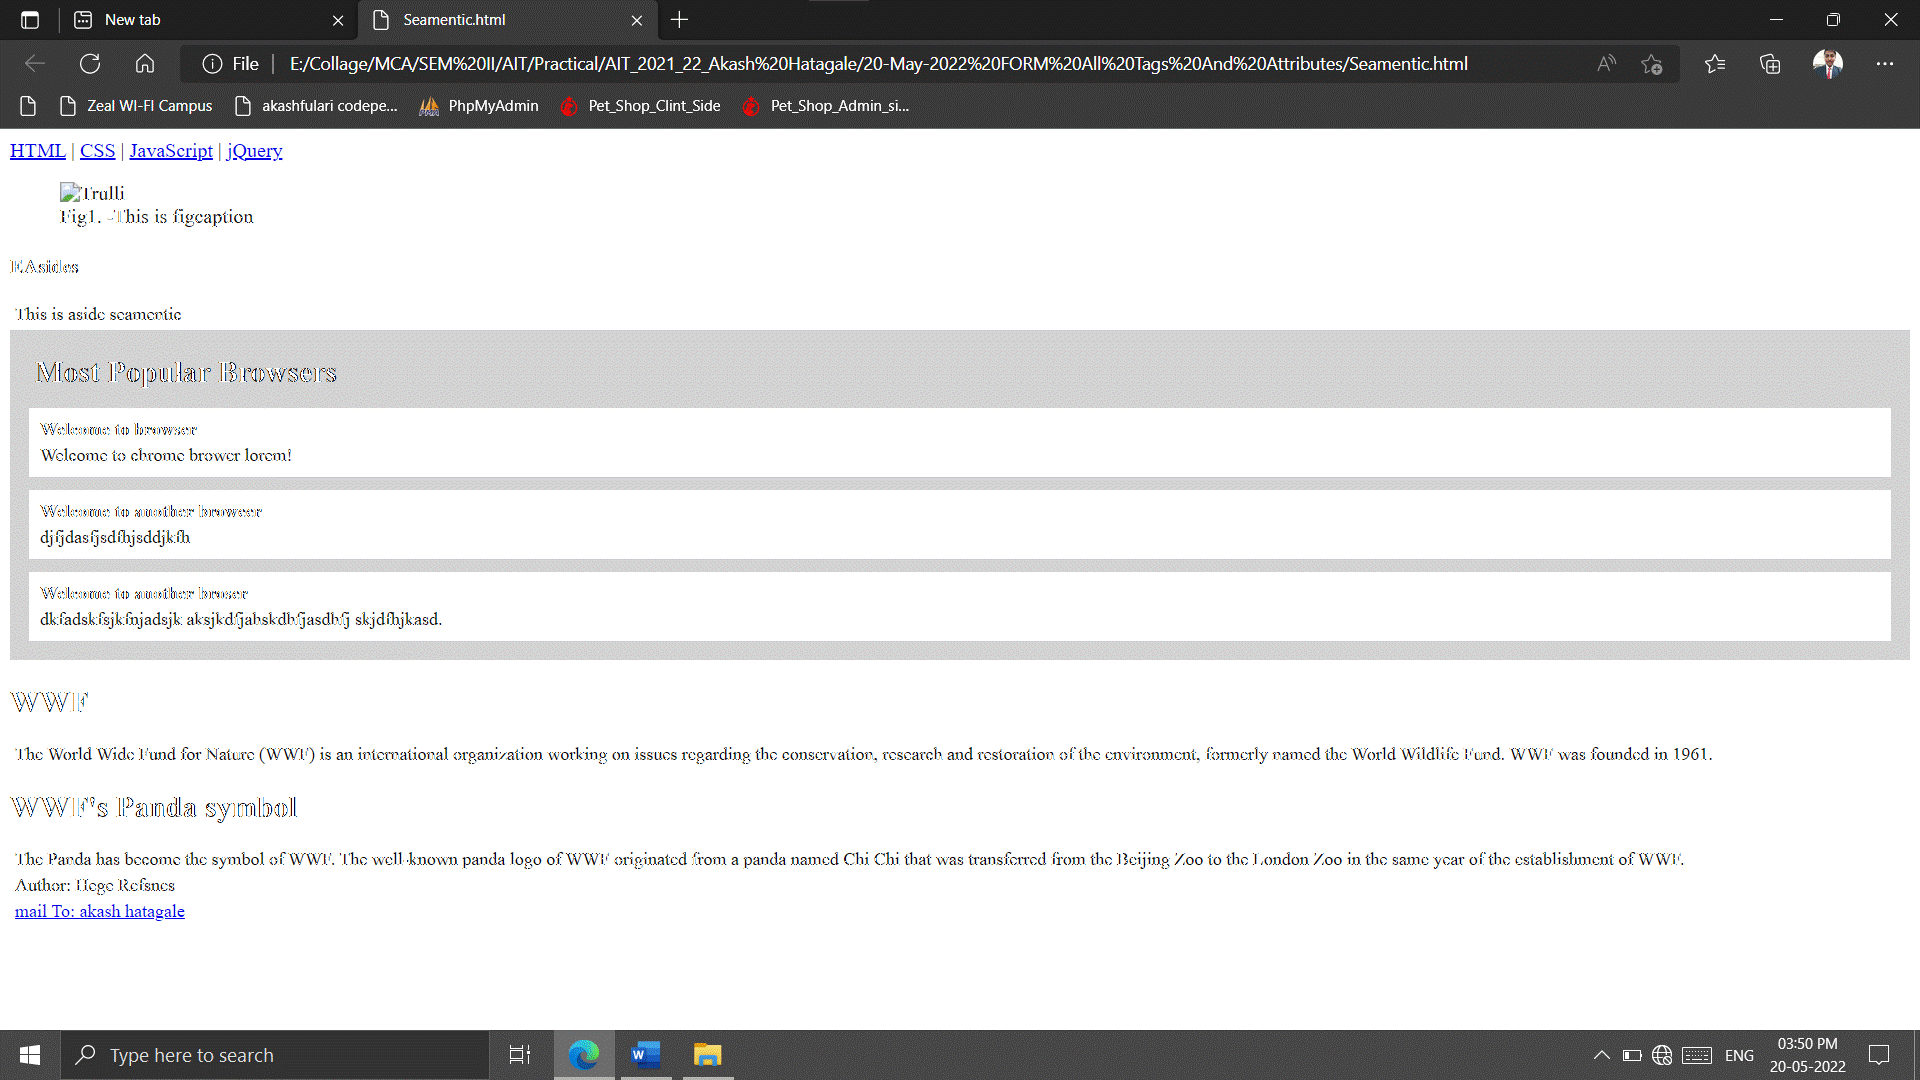 New tab
Seamentic.html
File | E:/Collage/MCA/SEM%20II/AIT/Practical/AIT_2021_22_Akash%20Hatagale/20-May-2022%20FORM%20All%20Tags%20And%20Attributes/Seamentic.html
Zeal WI-FI Campus akashfulari codepe... PhpMyAdmin Pet_Shop_Clint_Side Pet_Shop_Admin_si...
HTML | CSS | JavaScript | jQuery
Trulli
Fig1. -This is figcaption
EAsides
This is aside seamentic
Most Popular Browsers
Welcome to browser
Welcome to chrome brower lorem!
Welcome to another broweer
djfjdasfjsdfhjsddjkfh
Welcome to another broser
dkfadskfsjkfnjadsjk aksjkdfjabskdbfjasdbfj skjdfhjkasd.
WWF
The World Wide Fund for Nature (WWF) is an international organization working on issues regarding the conservation, research and restoration of the environment, formerly named the World Wildlife Fund. WWF was founded in 1961.
WWF's Panda symbol
The Panda has become the symbol of WWF. The well-known panda logo of WWF originated from a panda named Chi Chi that was transferred from the Beijing Zoo to the London Zoo in the same year of the establishment of WWF.
Author: Hege Refsnes
mail To: akash hatagale
Type here to search
ENG
03:50 PM
20-05-2022